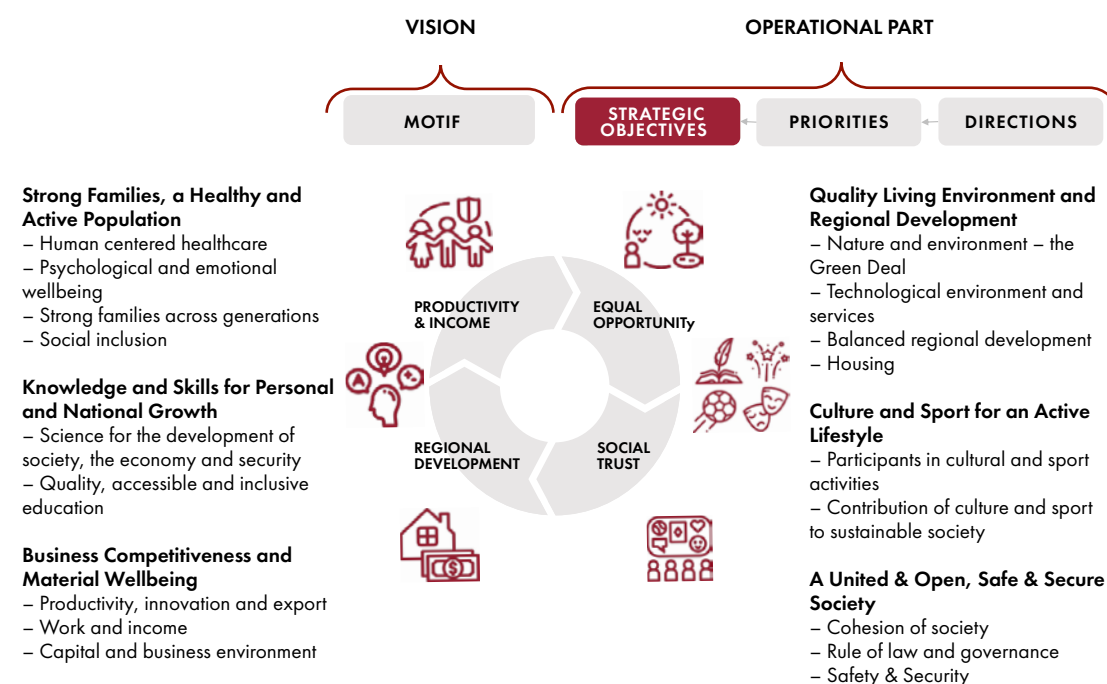 VISION
OPERATIONAL PART
MOTIF
STRATEGIC
OBJECTIVES
PRIORITIES
DIRECTIONS
Strong Families, a Healthy and
Active Population
– Human centered healthcare
– Psychological and emotional
wellbeing
– Strong families across generations
– Social inclusion
Knowledge and Skills for Personal
and National Growth
– Science for the development of
society, the economy and security
– Quality, accessible and inclusive
education
Business Competitiveness and
Material Wellbeing
– Productivity, innovation and export
– Work and income
– Capital and business environment
PRODUCTIVITY
& INCOME
EQUAL
OPPORTUNITy
A
REGIONAL
DEVELOPMENT
SOCIAL
TRUST
$
Quality Living Environment and
Regional Development
– Nature and environment – the
Green Deal
– Technological environment and
services
– Balanced regional development
– Housing
Culture and Sport for an Active
Lifestyle
– Participants in cultural and sport
activities
– Contribution of culture and sport
to sustainable society
A United & Open, Safe & Secure
Society
– Cohesion of society
– Rule of law and governance
– Safety & Security